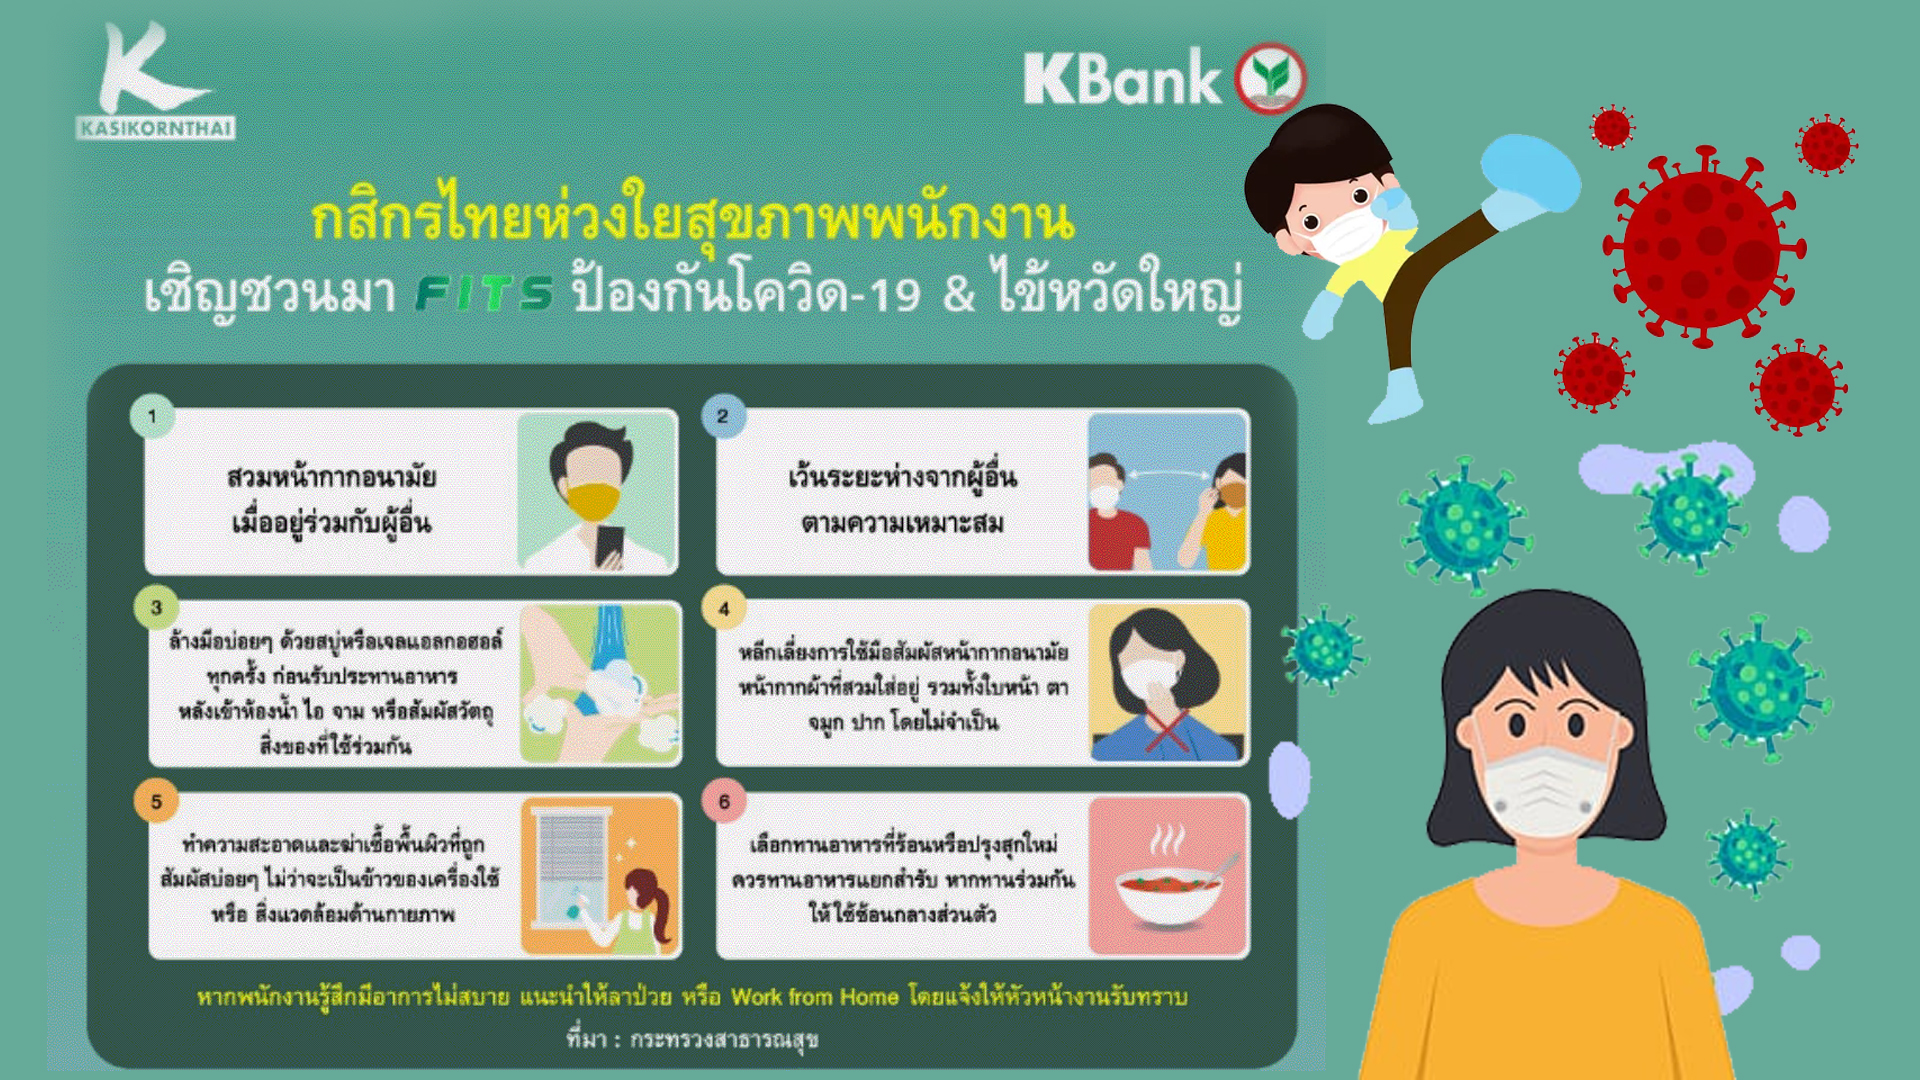 KASIKORNTHAI
KBank
กสิกรไทยห่วงใยสุขภาพพนักงาน
เชิญชวนมา FITS ป้องกันโควิด-19 & ไข้หวัดใหญ่
1
สวมหน้ากากอนามัย
เมื่ออยู่ร่วมกับผู้อื่น
2
เว้นระยะห่างจากผู้อื่น
ตามความเหมาะสม
3
ล้างมือบ่อยๆ ด้วยสบู่หรือเจลแอลกอฮอล์
ทุกครั้ง ก่อนรับประทานอาหาร
หลังเข้าห้องน้ำ ไอ จาม หรือสัมผัสวัตถุ
สิ่งของที่ใช้ร่วมกัน
4
หลีกเลี่ยงการใช้มือสัมผัสหน้ากากอนามัย
หน้ากากผ้าที่สวมใส่อยู่ รวมทั้งใบหน้า ตา
จมูก ปาก โดยไม่จำเป็น
5
ทำความสะอาดและฆ่าเชื้อพื้นผิวที่ถูก
สัมผัสบ่อยๆ ไม่ว่าจะเป็นข้าวของเครื่องใช้
หรือ สิ่งแวดล้อมด้านกายภาพ
6
เลือกทานอาหารที่ร้อนหรือปรุงสุกใหม่
ควรทานอาหารแยกสำรับ หากทานร่วมกัน
ให้ใช้ช้อนกลางส่วนตัว
หากพนักงานรู้สึกมีอาการไม่สบาย แนะนำให้ลาป่วย หรือ Work from Home โดยแจ้งให้หัวหน้างานรับทราบ
ที่มา : กระทรวงสาธารณสุข